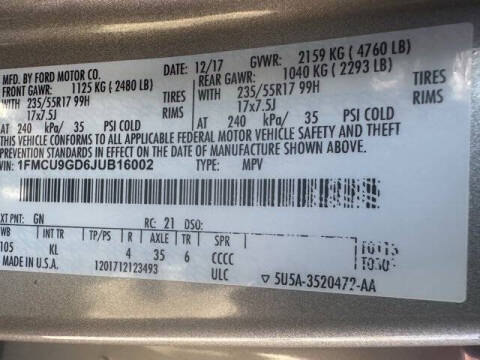 MFD. BY FORD MOTOR CO.
DATE: 12/17 GVWR: 2159 KG ( 4760 LB)
FRONT GAWR: 1125 KG ( 2480 LB) REAR GAWR: 1040 KG ( 2293 LB)
WITH 235/55R17 99H TIRES WITH 235/55R17 99H TIRES
17x7.5J RIMS 17x7.5J RIMS
AT 240 kPa/ 35 PSI COLD AT 240 kPa/ 35 PSI COLD
THIS VEHICLE CONFORMS TO ALL APPLICABLE FEDERAL MOTOR VEHICLE SAFETY AND THEFT
PREVENTION STANDARDS IN EFFECT ON THE DATE OF MANUFACTURE SHOWN ABOVE.
VIN: 1FMCU9GD6JUB16002 TYPE: MPV
XT PNT: GN RC: 21 DSO:
WB INT TR TP/PS R AXLE TR SPR
105 KL 4 35 6 CCCC
MADE IN U.S.A. 1201712123493 ULC 5U5A-3520472-AA